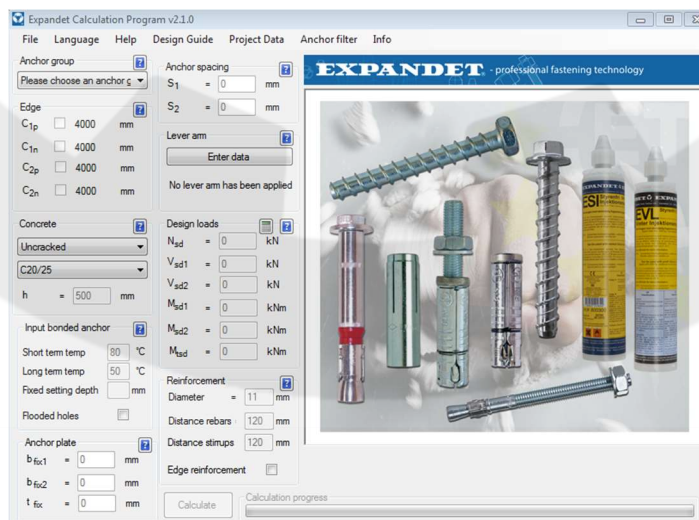 Expandet Calculation Program v2.1.0
File Language Help Design Guide Project Data Anchor filter Info
Anchor group
Please choose an anchor g
Edge
C1p 4000 mm
C1n 4000 mm
C2p 4000 mm
C2n 4000 mm
Concrete
Uncracked
C20/25
h = 500 mm
Input bonded anchor
Short term temp 80 °C
Long term temp 50 °C
Fixed setting depth mm
Flooded holes
Anchor plate
b fix1 = 0 mm
b fix2 = 0 mm
t fix = 0 mm
Anchor spacing
S1 = 0 mm
S2 = 0 mm
Lever arm
Enter data
No lever arm has been applied
Design loads
Nsd = 0 kN
Vsd1 = 0 kN
Vsd2 = 0 kN
Msd1 = 0 kNm
Msd2 = 0 kNm
Mtsd = 0 kNm
Reinforcement
Diameter = 11 mm
Distance rebars 120 mm
Distance stirrups 120 mm
Edge reinforcement
Calculate
Calculation progress
EXPANDET - professional fastening technology
ESI
EVL